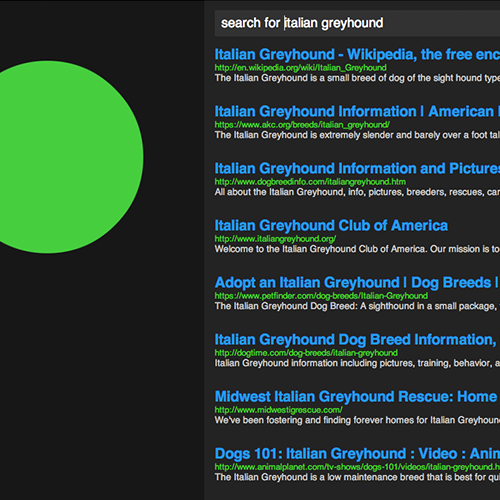 search for italian greyhound
Italian Greyhound - Wikipedia, the free enc
http://en.wikipedia.org/wiki/Italian_Greyhound
The Italian Greyhound is a small breed of dog of the sight hound type
Italian Greyhound Information | American
https://www.akc.org/breeds/italian_greyhound/
The Italian Greyhound is extremely slender and barely over a foot tal
Italian Greyhound Information and Pictures
http://www.dogbreedinfo.com/italiangreyhound.htm
All about the Italian Greyhound, info, pictures, breeders, rescues, car
Italian Greyhound Club of America
http://www.italiangreyhound.org/
Welcome to the Italian Greyhound Club of America. Our mission is to
Adopt an Italian Greyhound | Dog Breeds |
https://www.petfinder.com/dog-breeds/Italian-Greyhound
The Italian Greyhound Dog Breed: A sighthound in a small package,
Italian Greyhound Dog Breed Information,
http://dogtime.com/dog-breeds/italian-greyhound
Italian Greyhound information including pictures, training, behavior, a
Midwest Italian Greyhound Rescue: Home
http://www.midwestigrescue.com/
We've been fostering and finding forever homes for Italian Greyhoun
Dogs 101: Italian Greyhound : Video : Anim
http://www.animalplanet.com/tv-shows/dogs-101/videos/italian-greyhound.h
The Italian Greyhound is a low maintenance breed that is best for qu